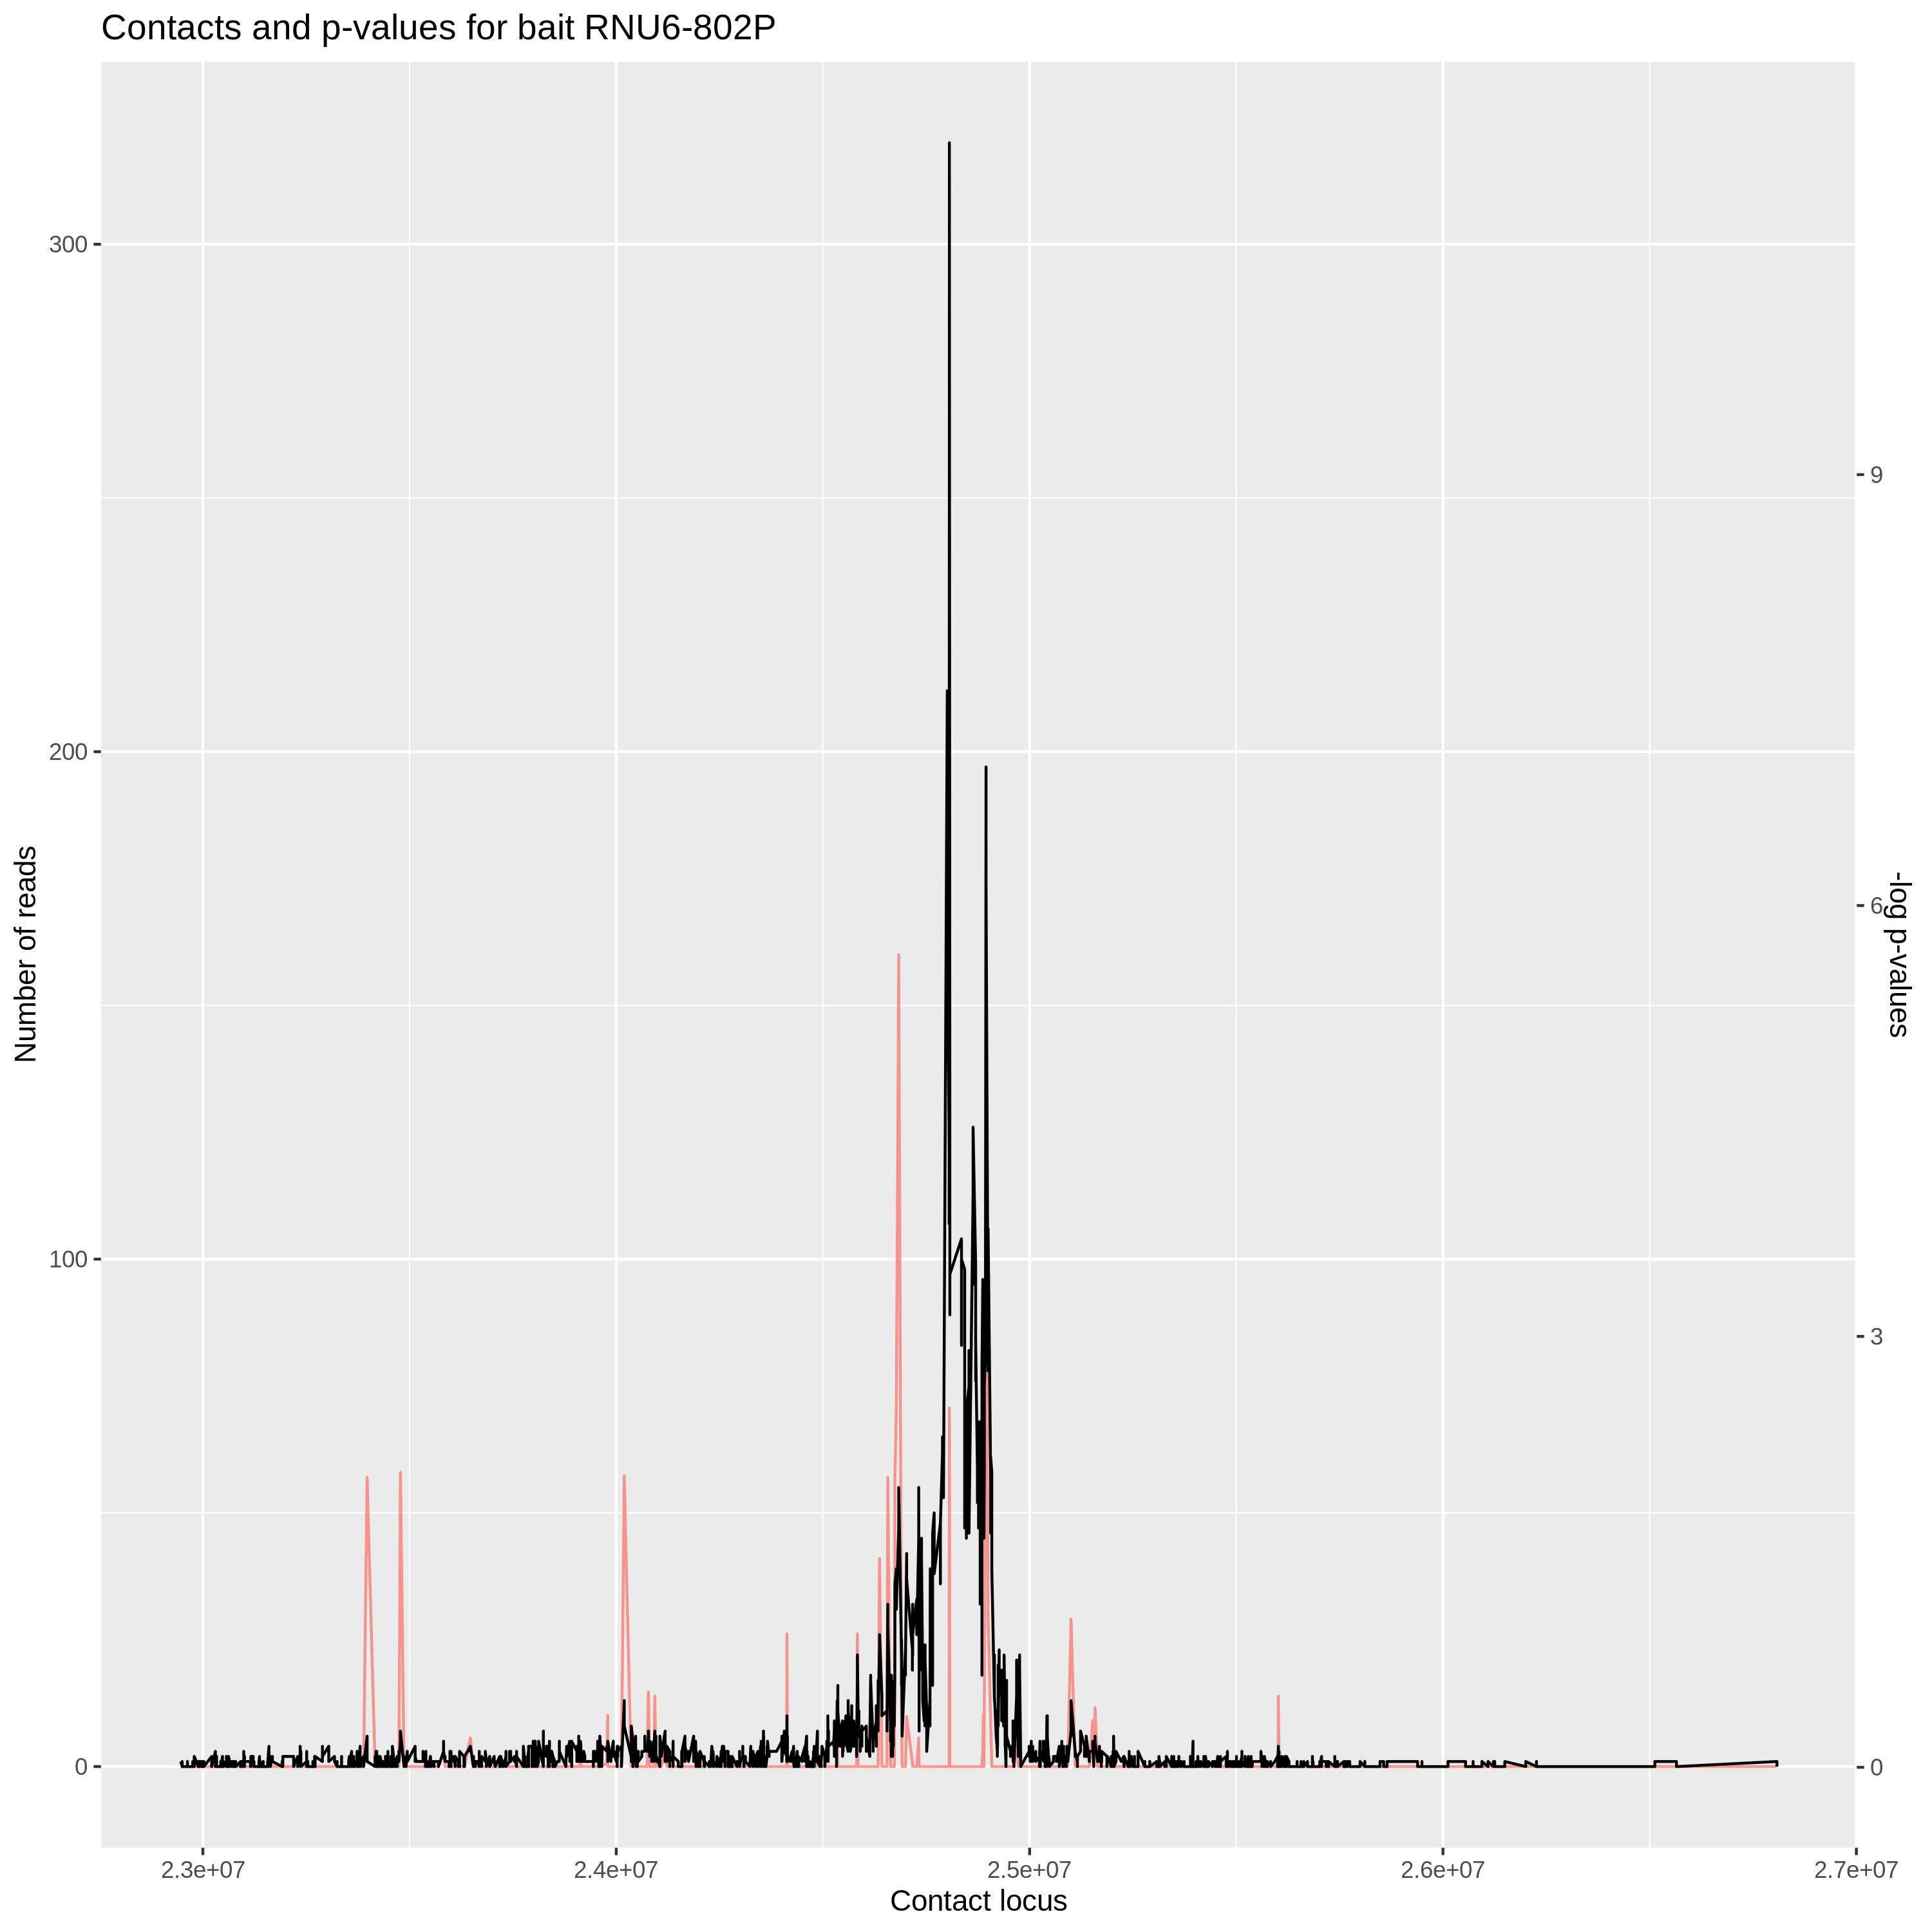 Contacts and p-values for bait RNU6-802P
300
200
100
0
Number of reads
9
6
3
0
-log p-values
2.3e+07 2.4e+07 2.5e+07 2.6e+07 2.7e+07
Contact locus